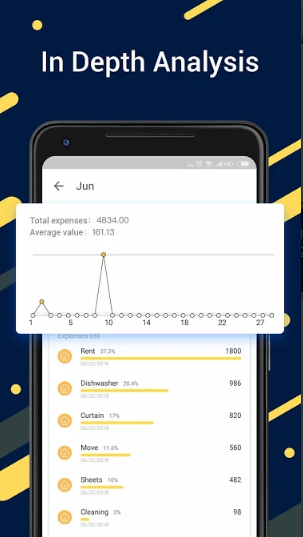 In Depth Analysis
Jun
Total expenses: 4834.00
Average value: 161.13
1 5 10 14 18 22 27
Expenses list
Rent 37.2% 1800
06/22/2018
Dishwasher 20.4% 986
06/22/2018
Curtain 17% 820
06/22/2018
Move 11.6% 560
06/22/2018
Sheets 10% 482
06/22/2018
Cleaning 2% 98
06/22/2018